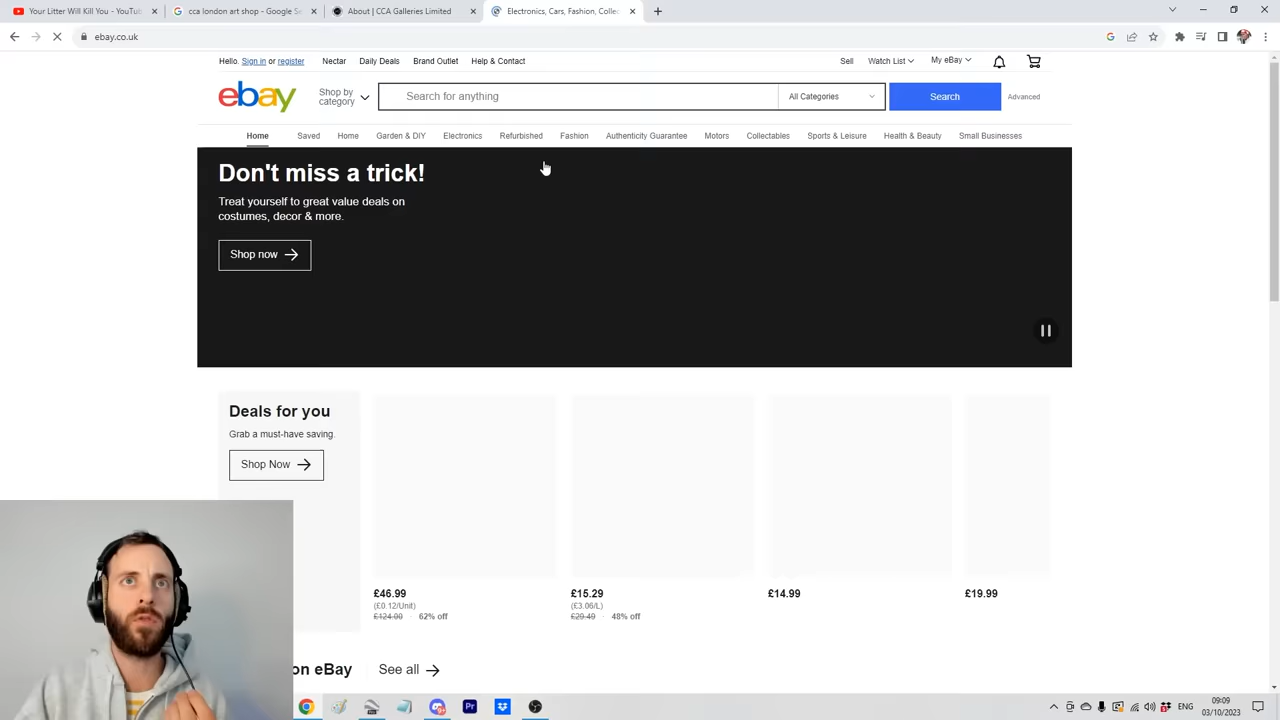 Your Litter Will Kill You - YouTub
cca london art shop - Google Se
About | CCA Galleries Limited
Electronics, Cars, Fashion, Collec
ebay.co.uk
Hello. Sign in or register
Nectar
Daily Deals
Brand Outlet
Help & Contact
Sell
Watch List
My eBay
ebay
Shop by
category
Search for anything
All Categories
Search
Advanced
Home
Saved
Home
Garden & DIY
Electronics
Refurbished
Fashion
Authenticity Guarantee
Motors
Collectables
Sports & Leisure
Health & Beauty
Small Businesses
Don't miss a trick!
Treat yourself to great value deals on
costumes, decor & more.
Shop now
Deals for you
Grab a must-have saving.
Shop Now
£46.99
(£0.12/Unit)
£124.00 · 62% off
£15.29
(£3.06/L)
£29.49 · 48% off
£14.99
£19.99
on eBay
See all
Pr
ENG
09:09
03/10/2023